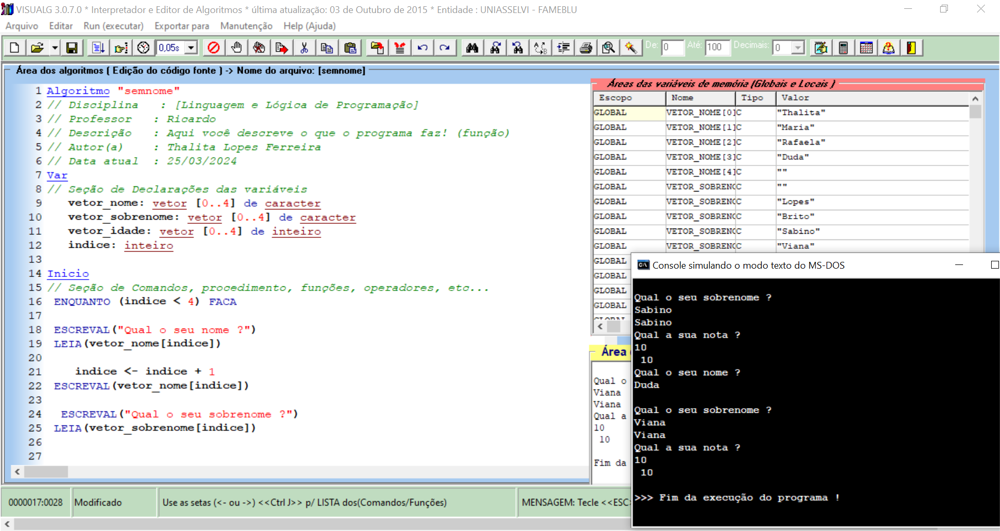 VISUALG 3.0.7.0 * Interpretador e Editor de Algoritmos * última atualização: 03 de Outubro de 2015 * Entidade : UNIASSELVI - FAMEBLU
Arquivo Editar Run (executar) Exportar para Manutenção Help (Ajuda)
0,05s De: 0 Até: 100 Decimais: 0
Área dos algoritmos ( Edição do código fonte ) -> Nome do arquivo: [semnome]
1 Algoritmo "semnome"
2 // Disciplina : [Linguagem e Lógica de Programação]
3 // Professor : Ricardo
4 // Descrição : Aqui você descreve o que o programa faz! (função)
5 // Autor(a) : Thalita Lopes Ferreira
6 // Data atual : 25/03/2024
7 Var
8 // Seção de Declarações das variáveis
9 vetor_nome: vetor [0..4] de caracter
10 vetor_sobrenome: vetor [0..4] de caracter
11 vetor_idade: vetor [0..4] de inteiro
12 indice: inteiro
13
14 Inicio
15 // Seção de Comandos, procedimento, funções, operadores, etc...
16 ENQUANTO (indice < 4) FACA
17
18 ESCREVAL("Qual o seu nome ?")
19 LEIA(vetor_nome[indice])
20
21 indice <- indice + 1
22 ESCREVAL(vetor_nome[indice])
23
24 ESCREVAL("Qual o seu sobrenome ?")
25 LEIA(vetor_sobrenome[indice])
26
27
Áreas das variáveis de memória (Globais e Locais )
Escopo Nome Tipo Valor
GLOBAL VETOR_NOME[0] C "Thalita"
GLOBAL VETOR_NOME[1] C "Maria"
GLOBAL VETOR_NOME[2] C "Rafaela"
GLOBAL VETOR_NOME[3] C "Duda"
GLOBAL VETOR_NOME[4] C ""
GLOBAL VETOR_SOBREN C ""
GLOBAL VETOR_SOBREN C "Lopes"
GLOBAL VETOR_SOBREN C "Brito"
GLOBAL VETOR_SOBREN C "Sabino"
GLOBAL VETOR_SOBREN C "Viana"
GLOBAL
GLOBAL
GLOBAL
GLOBAL
Área
Qual o
Viana
Viana
Qual a
10
10
Fim da
Console simulando o modo texto do MS-DOS
Qual o seu sobrenome ?
Sabino
Sabino
Qual a sua nota ?
10
10
Qual o seu nome ?
Duda
Qual o seu sobrenome ?
Viana
Viana
Qual a sua nota ?
10
10
>>> Fim da execução do programa !
0000017:0028 Modificado Use as setas (<- ou ->) <<Ctrl J>> p/ LISTA dos(Comandos/Funções) MENSAGEM: Tecle <<ESC>